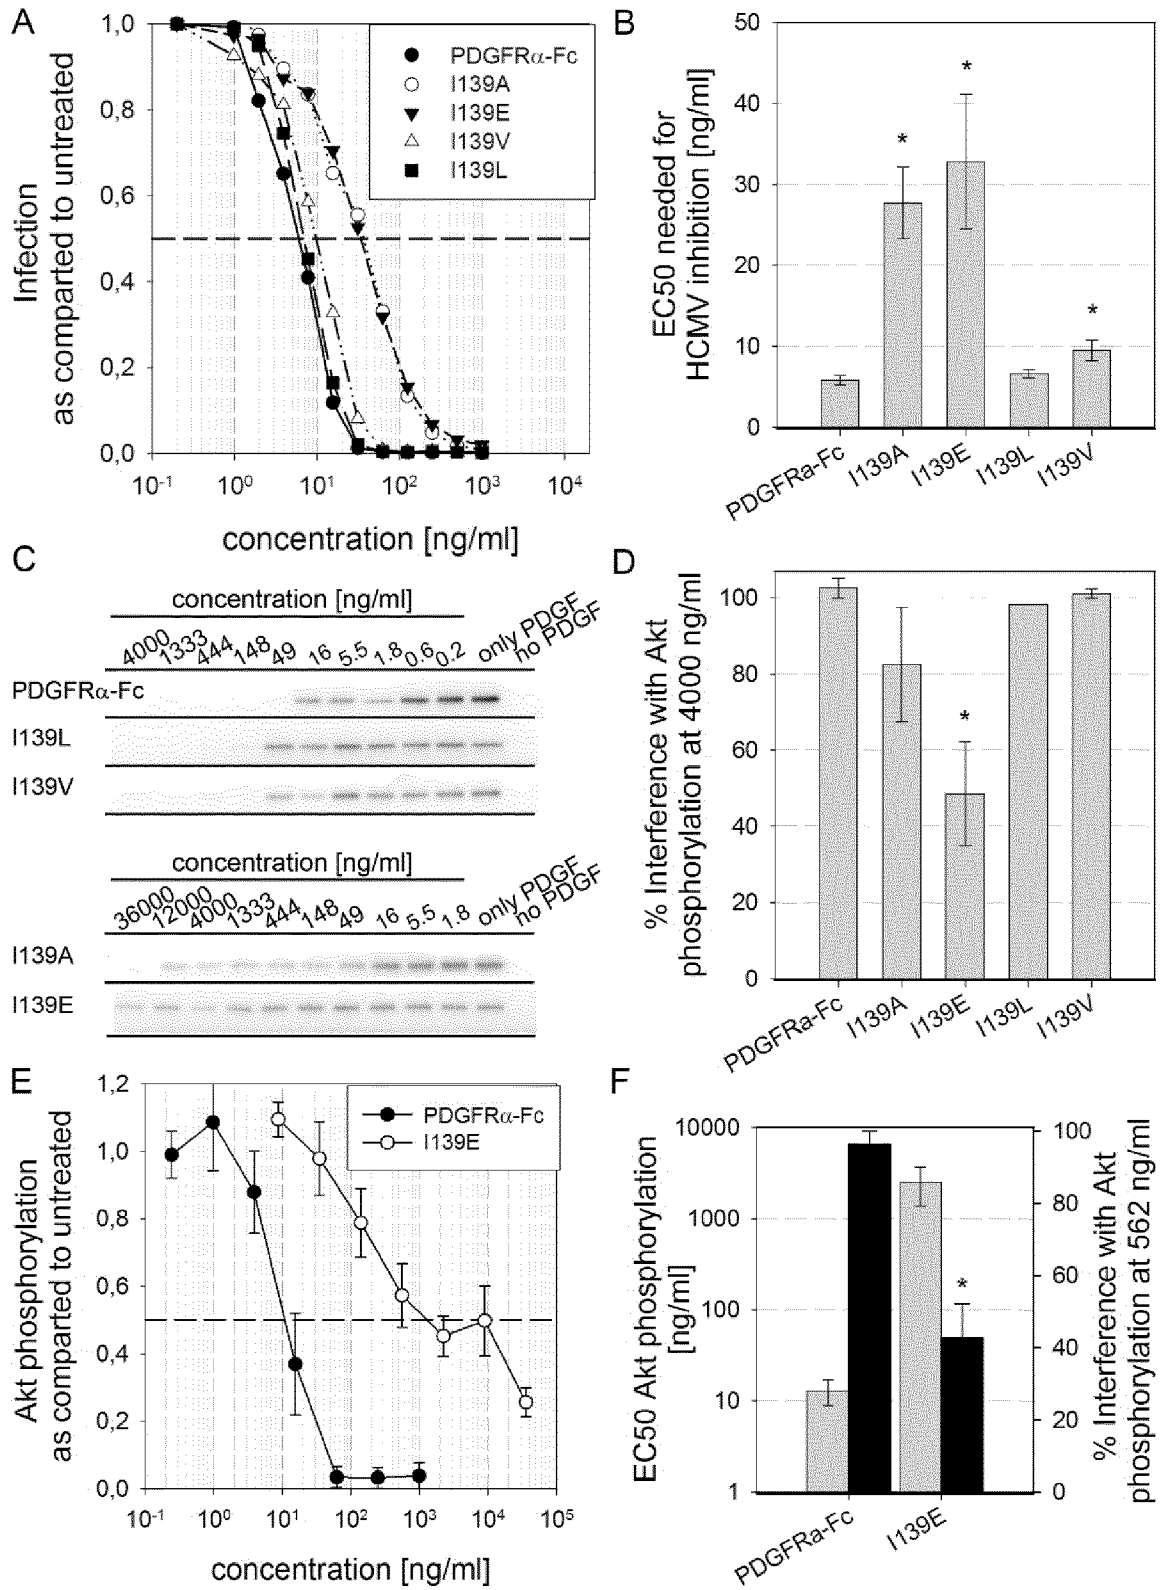 A
1,0
0,8
0,6
0,4
0,2
0,0
Infection
as comparted to untreated
PDGFRα-Fc
I139A
I139E
I139V
I139L
10-1
100
101
102
103
104
concentration [ng/ml]
B
50
40
30
20
10
0
EC50 needed for
HCMV inhibition [ng/ml]
*
*
*
PDGFRa-Fc
I139A
I139E
I139L
I139V
C
concentration [ng/ml]
4000 1333 444 148 49 16 5.5 1.8 0.6 0.2 only PDGF no PDGF
PDGFRα-Fc
I139L
I139V
concentration [ng/ml]
36000 12000 4000 1333 444 148 49 16 5.5 1.8 only PDGF no PDGF
I139A
I139E
D
100
80
60
40
20
0
% Interference with Akt
phosphorylation at 4000 ng/ml
*
PDGFRa-Fc
I139A
I139E
I139L
I139V
E
1,2
1,0
0,8
0,6
0,4
0,2
0,0
Akt phosphorylation
as comparted to untreated
PDGFRα-Fc
I139E
10-1
100
101
102
103
104
105
concentration [ng/ml]
F
10000
1000
100
10
1
EC50 Akt phosphorylation
[ng/ml]
*
100
80
60
40
20
0
% Interference with Akt
phosphorylation at 562 ng/ml
PDGFRa-Fc
I139E